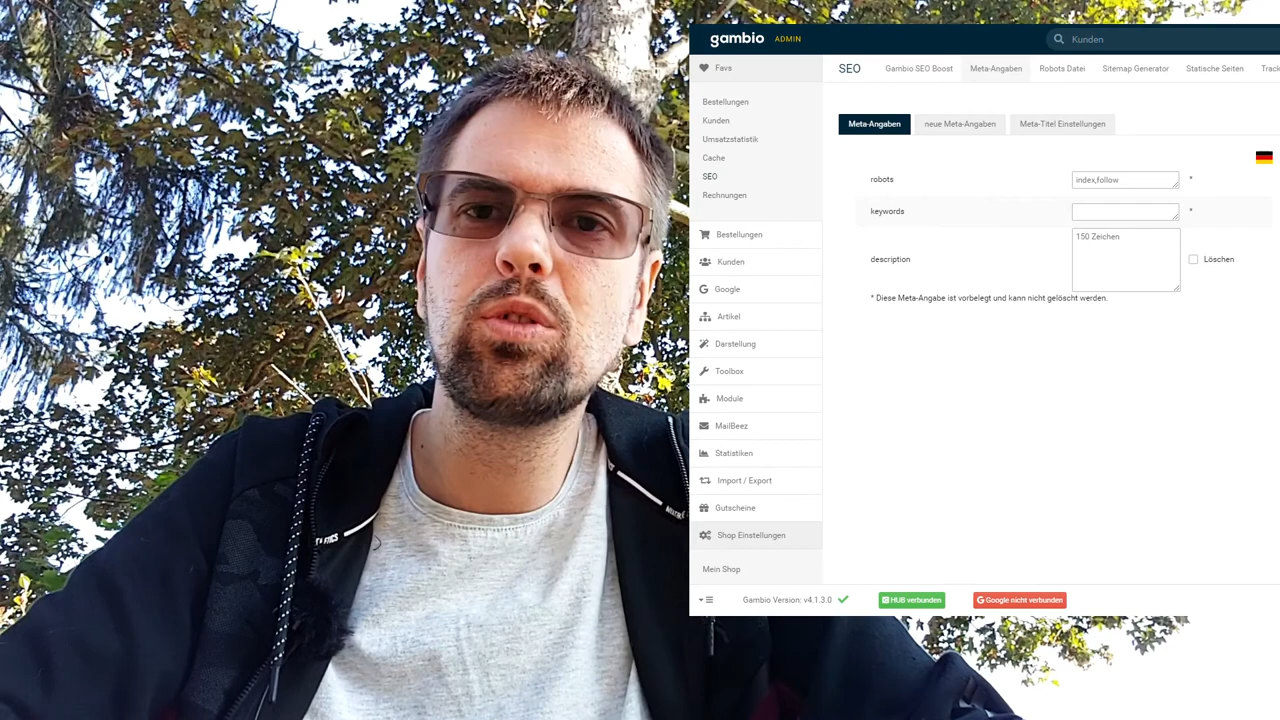 gambio ADMIN
Kunden
Favs
SEO Gambio SEO Boost Meta-Angaben Robots Datei Sitemap Generator Statische Seiten
Bestellungen
Kunden
Umsatzstatistik
Cache
SEO
Rechnungen
Bestellungen
Kunden
Google
Artikel
Darstellung
Toolbox
Module
MailBeez
Statistiken
Import / Export
Gutscheine
Shop Einstellungen
Mein Shop
Meta-Angaben neue Meta-Angaben Meta-Titel Einstellungen
robots index,follow *
keywords *
description 150 Zeichen Löschen
* Diese Meta-Angabe ist vorbelegt und kann nicht gelöscht werden.
Gambio Version: v4.1.3.0 HUB verbunden Google nicht verbunden